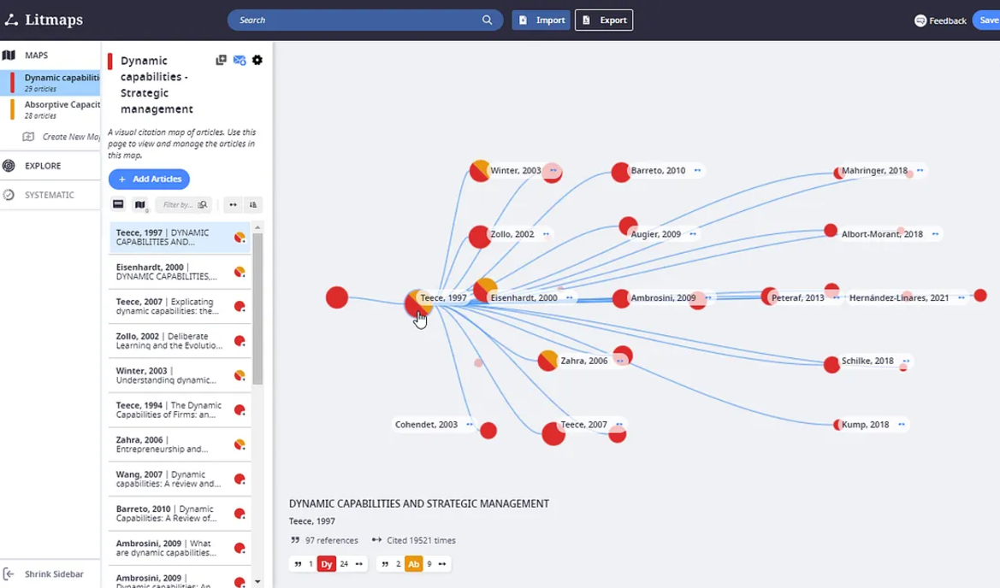 Litmaps
Search
Import
Export
Feedback
Save
MAPS
Dynamic capabiliti
29 articles
Absorptive Capacit
28 articles
Create New Ma
EXPLORE
SYSTEMATIC
Shrink Sidebar
Dynamic
capabilities -
Strategic
management
A visual citation map of articles. Use this
page to view and manage the articles in
this map.
+ Add Articles
0
Filter by...
Teece, 1997 | DYNAMIC
CAPABILITIES AND...
Eisenhardt, 2000 |
DYNAMIC CAPABILITIES,...
Teece, 2007 | Explicating
dynamic capabilities: the...
Zollo, 2002 | Deliberate
Learning and the Evolutio...
Winter, 2003 |
Understanding dynamic...
Teece, 1994 | The Dynamic
Capabilities of Firms: an...
Zahra, 2006 |
Entrepreneurship and...
Wang, 2007 | Dynamic
capabilities: A review and...
Barreto, 2010 | Dynamic
Capabilities: A Review of...
Ambrosini, 2009 | What
are dynamic capabilities...
Ambrosini, 2009 |
Dynamic capabilities: An
Winter, 2003
Barreto, 2010
Mahringer, 2018
Zollo, 2002
Augier, 2009
Albort-Morant, 2018
Teece, 1997
Eisenhardt, 2000
Ambrosini, 2009
Peteraf, 2013
Hernández-Linares, 2021
Zahra, 2006
Schilke, 2018
Cohendet, 2003
Teece, 2007
Kump, 2018
DYNAMIC CAPABILITIES AND STRATEGIC MANAGEMENT
Teece, 1997
97 references
Cited 19521 times
1 Dy 24
2 Ab 9